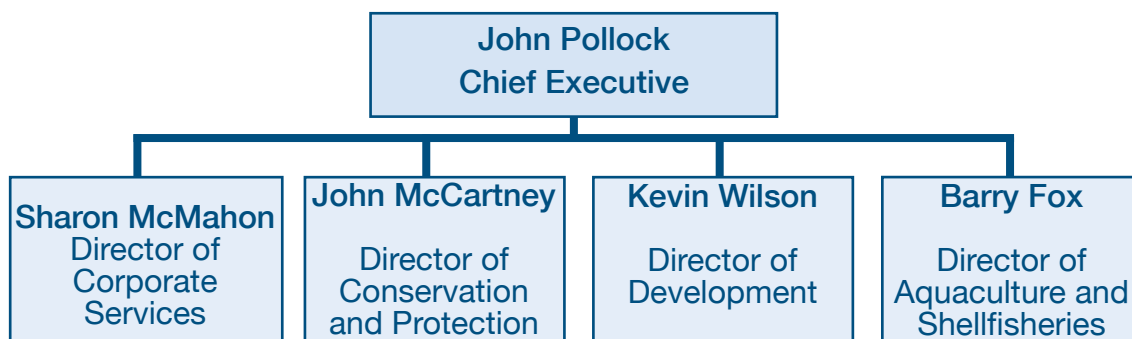 John Pollock
Chief Executive
Sharon McMahon
Director of
Corporate
Services
John McCartney
Director of
Conservation
and Protection
Kevin Wilson
Director of
Development
Barry Fox
Director of
Aquaculture and
Shellfisheries